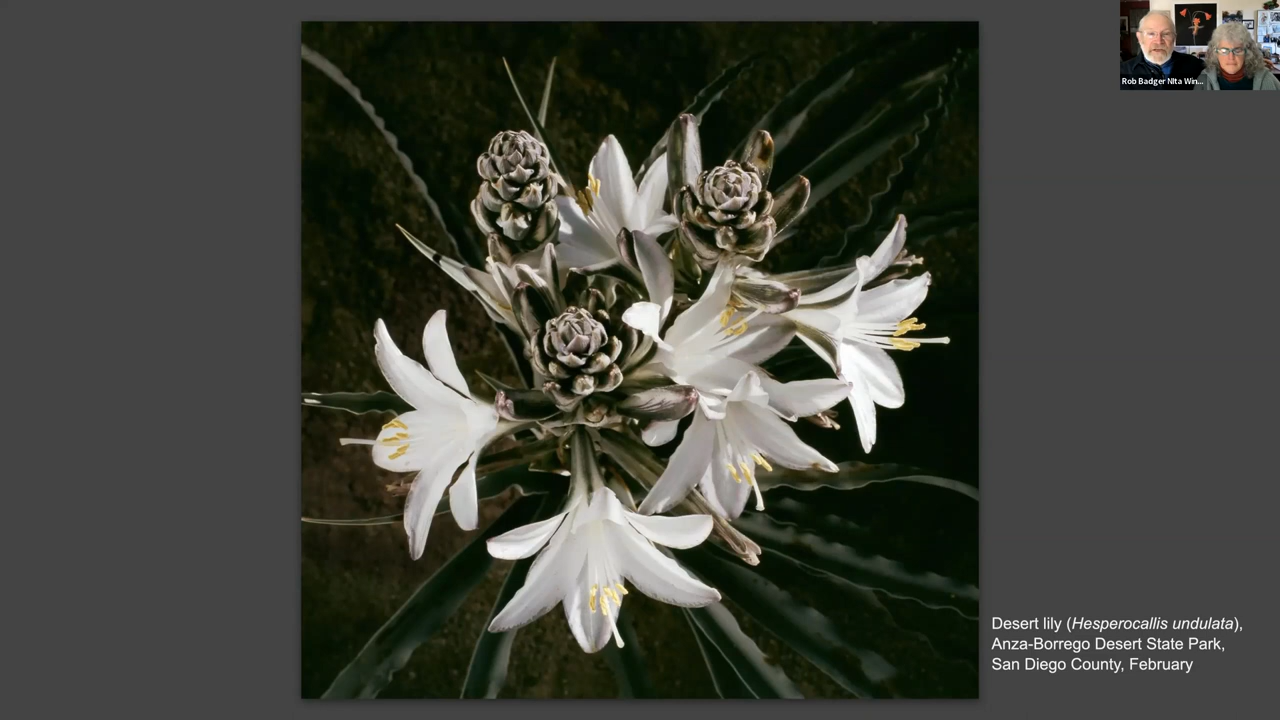 Rob Badger NIta Win...
Desert lily (Hesperocallis undulata),
Anza-Borrego Desert State Park,
San Diego County, February